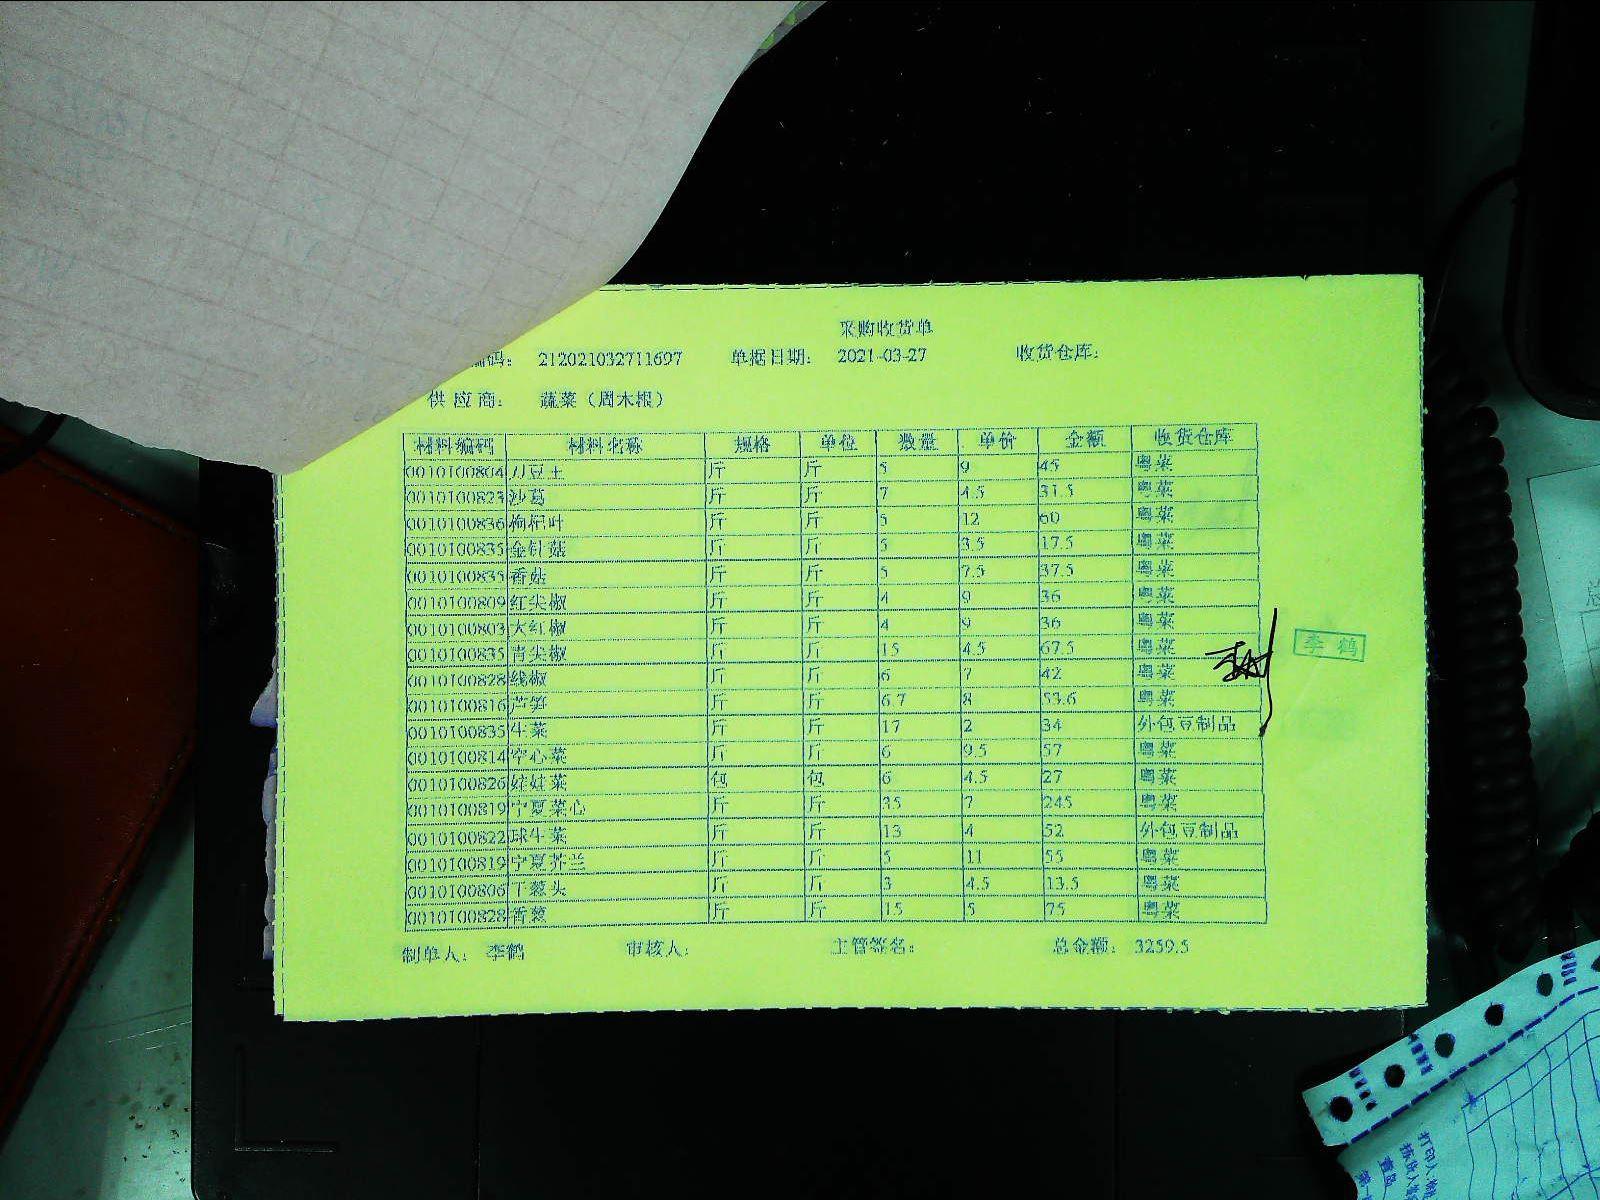 采购收货单
编码： 212021032711697 单据日期： 2021-03-27 收货仓库：
供应商： 蔬菜（周木根）
材料编码 材料名称 规格 单位 数量 单价 金额 收货仓库
0010100804 刀豆王 斤 斤 5 9 45 粤菜
0010100823 沙葛 斤 斤 7 4.5 31.5 粤菜
0010100836 枸杞叶 斤 斤 5 12 60 粤菜
0010100835 金针菇 斤 斤 5 3.5 17.5 粤菜
0010100835 香菇 斤 斤 5 7.5 37.5 粤菜
0010100809 红尖椒 斤 斤 4 9 36 粤菜
0010100803 大红椒 斤 斤 4 9 36 粤菜
0010100835 青尖椒 斤 斤 15 4.5 67.5 粤菜
0010100828 线椒 斤 斤 6 7 42 粤菜
0010100816 芦笋 斤 斤 6.7 8 53.6 粤菜
0010100835 生菜 斤 斤 17 2 34 外包豆制品
0010100814 空心菜 斤 斤 6 9.5 57 粤菜
0010100826 娃娃菜 包 包 6 4.5 27 粤菜
0010100819 宁夏菜心 斤 斤 35 7 245 粤菜
0010100822 球生菜 斤 斤 13 4 52 外包豆制品
0010100819 宁夏芥兰 斤 斤 5 11 55 粤菜
0010100806 干葱头 斤 斤 3 4.5 13.5 粤菜
0010100828 香葱 斤 斤 15 5 75 粤菜
李鹤
制单人： 李鹤 审核人： 主管签名： 总金额： 3259.5
打印人